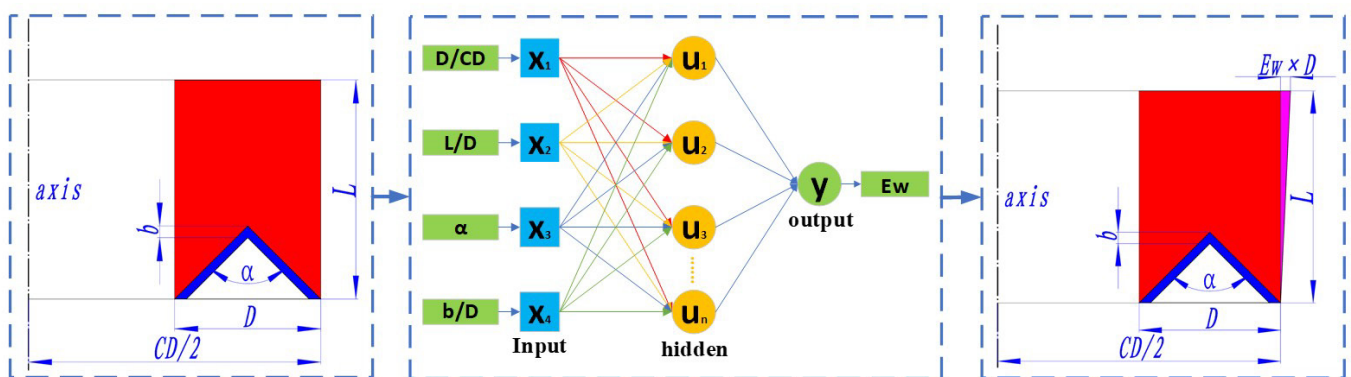 axis
b
α
L
D
CD/2
D/CD
X1
u1
L/D
X2
u2
y
Ew
output
α
X3
u3
b/D
X4
un
Input
hidden
Ew×D
axis
b
α
L
D
CD/2